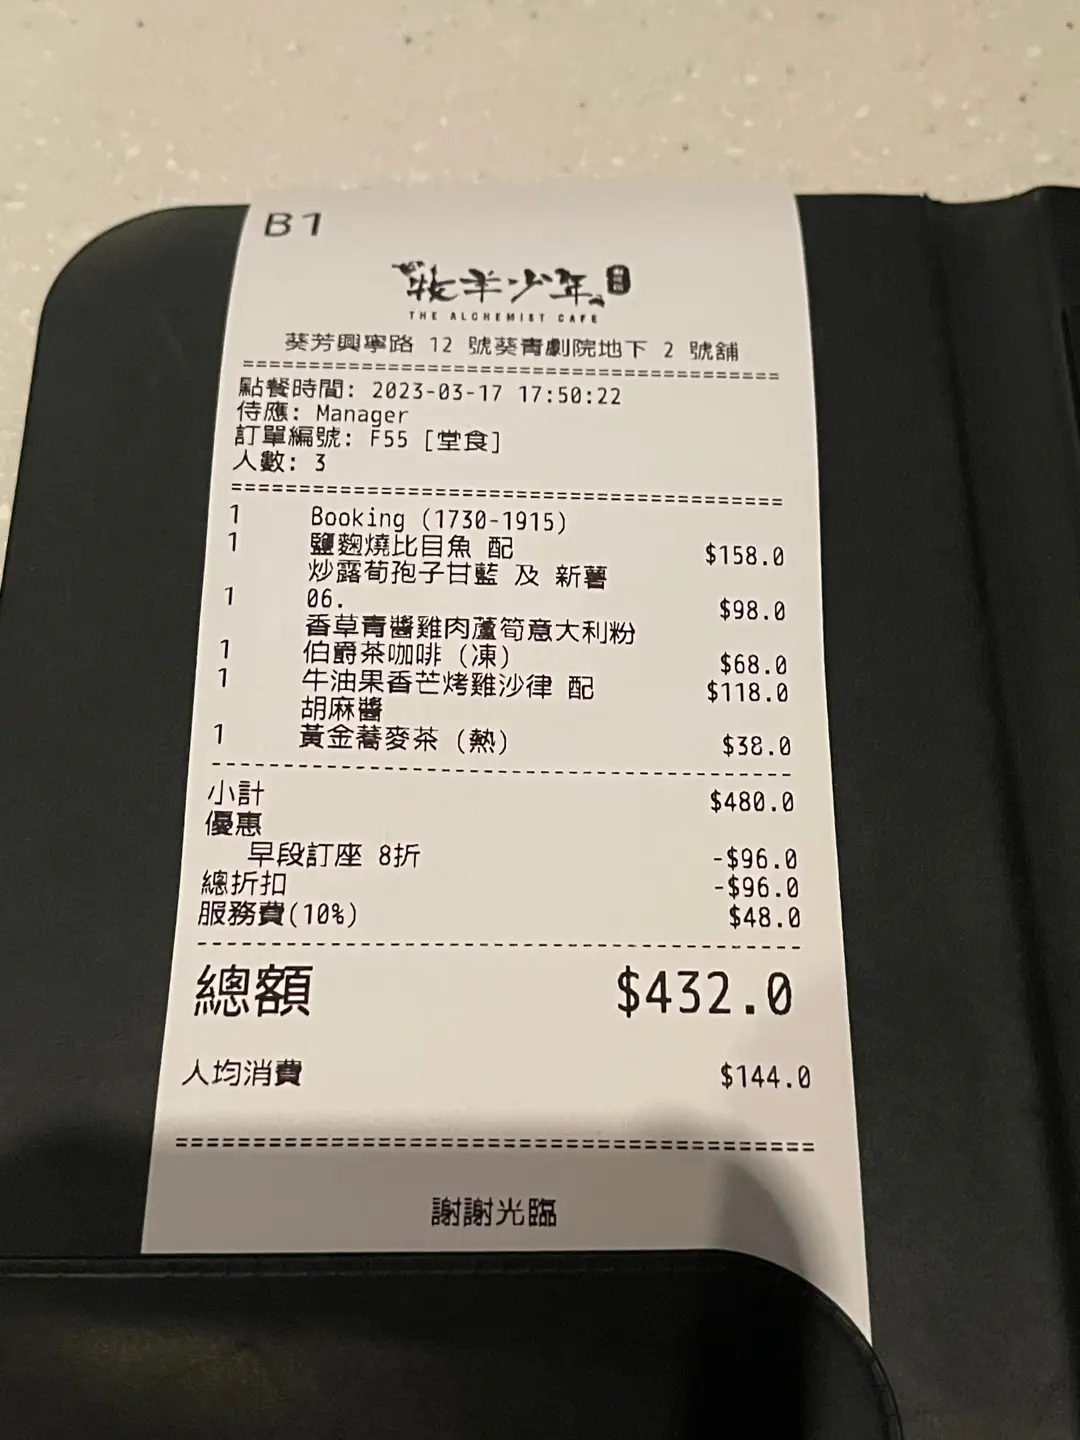 B1
牧羊少年
THE ALCHEMIST CAFE
葵芳興寧路 12 號葵青劇院地下 2 號舖
========================================
點餐時間: 2023-03-17 17:50:22
侍應: Manager
訂單編號: F55 [堂食]
人數: 3
========================================
1 Booking (1730-1915)
1 鹽麴燒比目魚 配 $158.0
炒露荀孢子甘藍 及 新薯
1 06. $98.0
香草青醬雞肉蘆筍意大利粉
1 伯爵茶咖啡 (凍) $68.0
1 牛油果香芒烤雞沙律 配 $118.0
胡麻醬
1 黃金蕎麥茶 (熱) $38.0
----------------------------------------
小計 $480.0
優惠
早段訂座 8折 -$96.0
總折扣 -$96.0
服務費(10%) $48.0
----------------------------------------
總額 $432.0
人均消費 $144.0
========================================
謝謝光臨